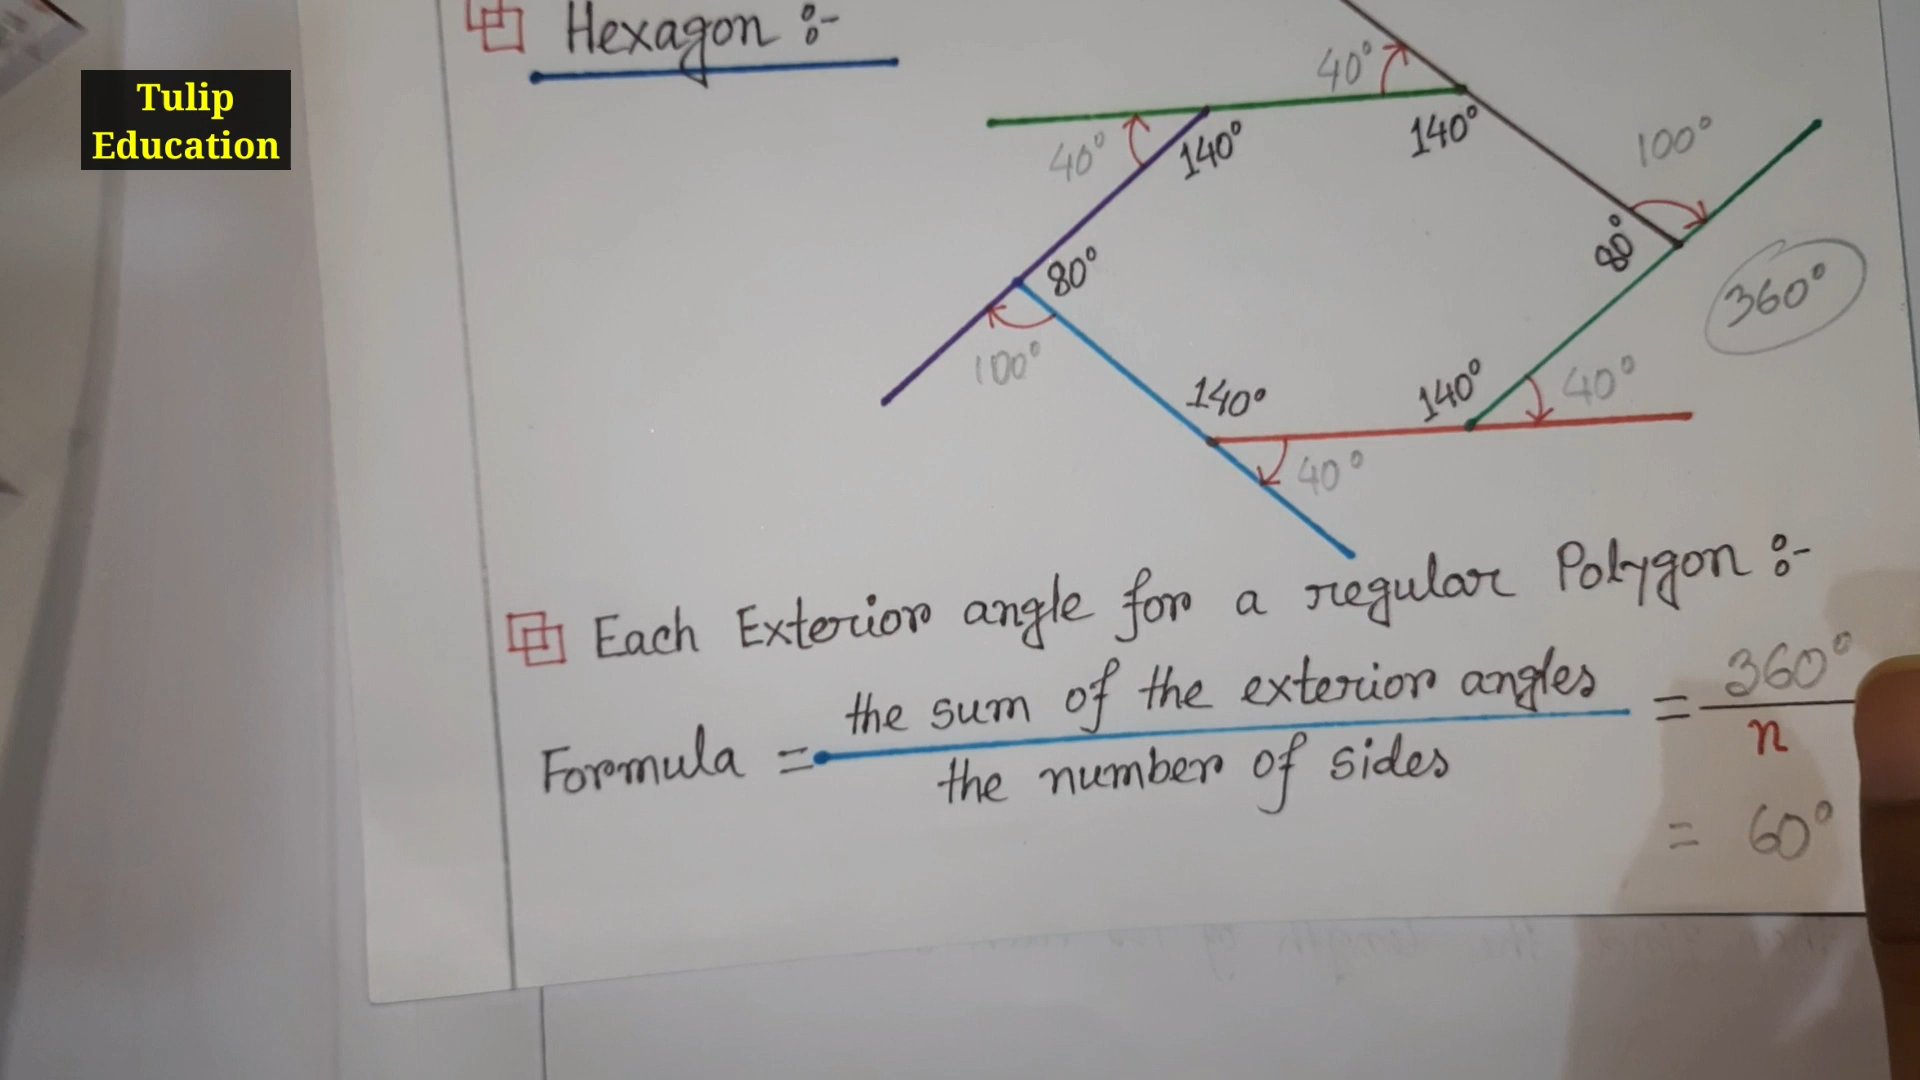 Tulip
Education
Hexagon :-
40°
40°
140°
140°
100°
80°
80°
360°
100°
140°
140°
40°
40°
Each Exterior angle for a regular Polygon :-
Formula = the sum of the exterior angles = 360°
the number of sides n
= 60°